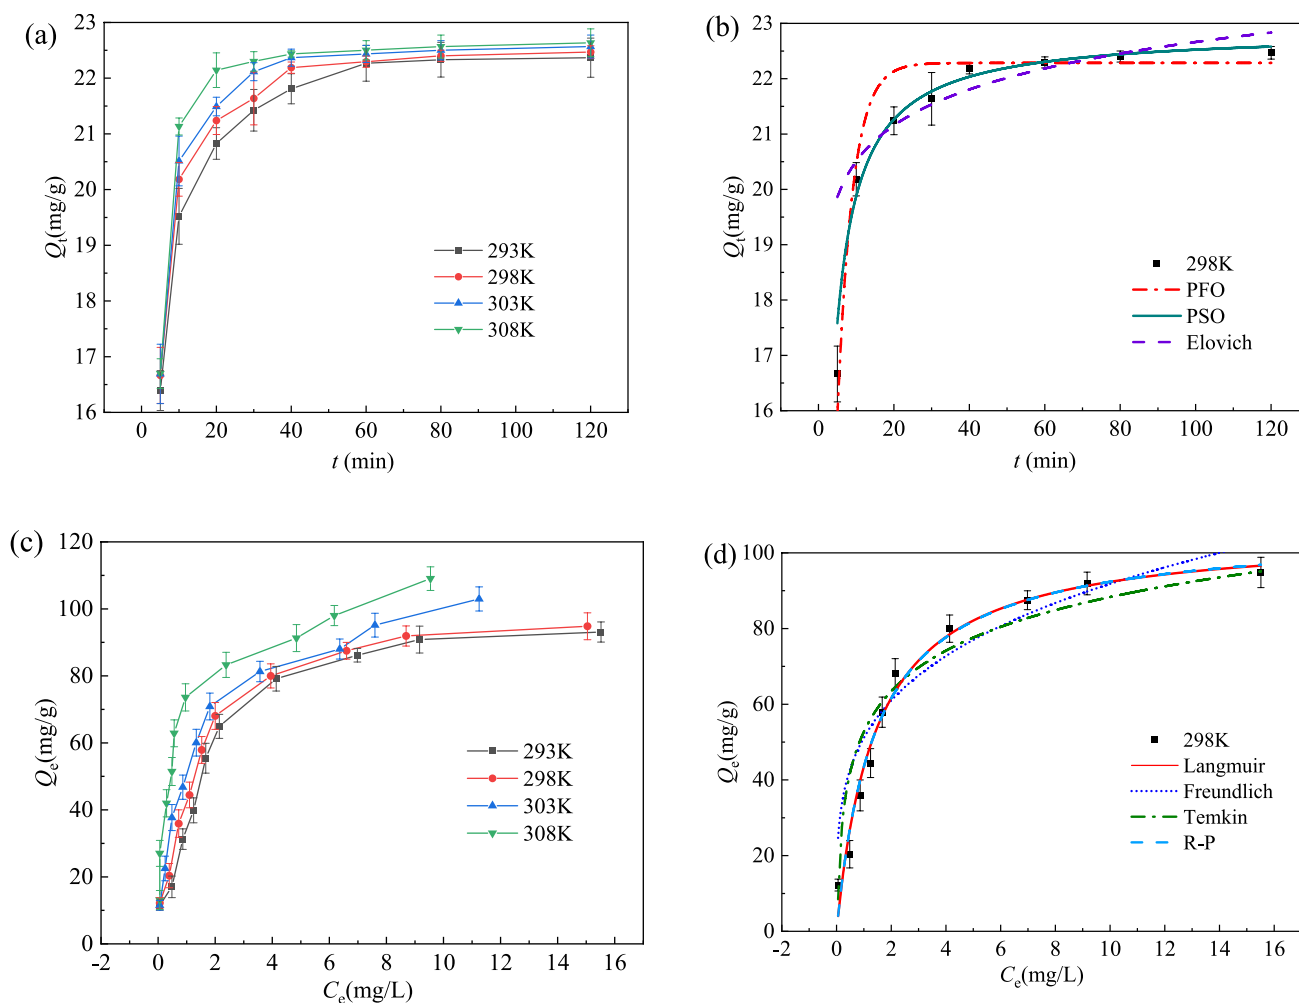 (a)
23
22
21
20
19
18
17
16
Qt(mg/g)
0 20 40 60 80 100 120
t (min)
293K
298K
303K
308K
(b)
23
22
21
20
19
18
17
16
Qt(mg/g)
0 20 40 60 80 100 120
t (min)
298K
PFO
PSO
Elovich
(c)
120
100
80
60
40
20
0
Qe(mg/g)
-2 0 2 4 6 8 10 12 14 16
Ce(mg/L)
293K
298K
303K
308K
(d)
100
80
60
40
20
0
Qe(mg/g)
-2 0 2 4 6 8 10 12 14 16
Ce(mg/L)
298K
Langmuir
Freundlich
Temkin
R-P